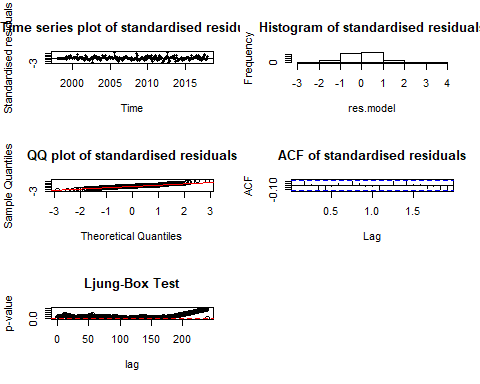 Time series plot of standardised resid
Standardised residuals
-3
2000 2005 2010 2015
Time
Histogram of standardised residuals
Frequency
0
-3 -2 -1 0 1 2 3 4
res.model
QQ plot of standardised residuals
Sample Quantiles
-3
-3 -2 -1 0 1 2 3
Theoretical Quantiles
ACF of standardised residuals
ACF
-0.10
0.5 1.0 1.5
Lag
Ljung-Box Test
p-value
0.0
0 50 100 150 200
lag